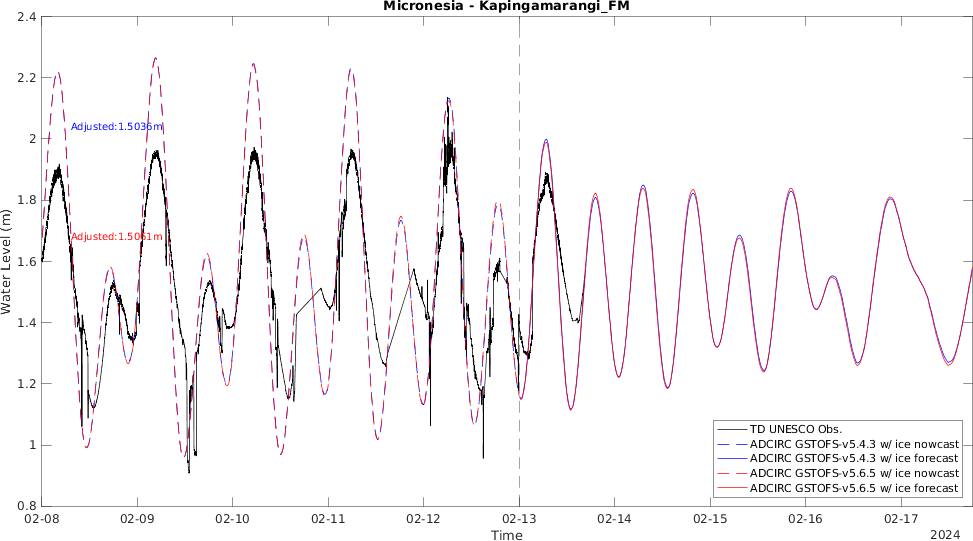 Micronesia - Kapingamarangi_FM
2.4
2.2
2
1.8
1.6
1.4
1.2
1
0.8
Water Level (m)
Adjusted:1.5036m
Adjusted:1.5061m
TD UNESCO Obs.
ADCIRC GSTOFS-v5.4.3 w/ ice nowcast
ADCIRC GSTOFS-v5.4.3 w/ ice forecast
ADCIRC GSTOFS-v5.6.5 w/ ice nowcast
ADCIRC GSTOFS-v5.6.5 w/ ice forecast
02-08 02-09 02-10 02-11 02-12 02-13 02-14 02-15 02-16 02-17
Time
2024